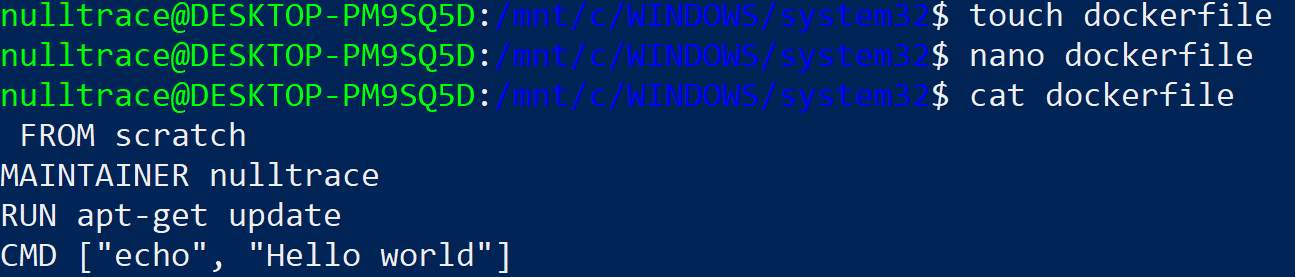 nulltrace@DESKTOP-PM9SQ5D:/mnt/c/WINDOWS/system32$ touch dockerfile
nulltrace@DESKTOP-PM9SQ5D:/mnt/c/WINDOWS/system32$ nano dockerfile
nulltrace@DESKTOP-PM9SQ5D:/mnt/c/WINDOWS/system32$ cat dockerfile
 FROM scratch
MAINTAINER nulltrace
RUN apt-get update
CMD ["echo", "Hello world"]